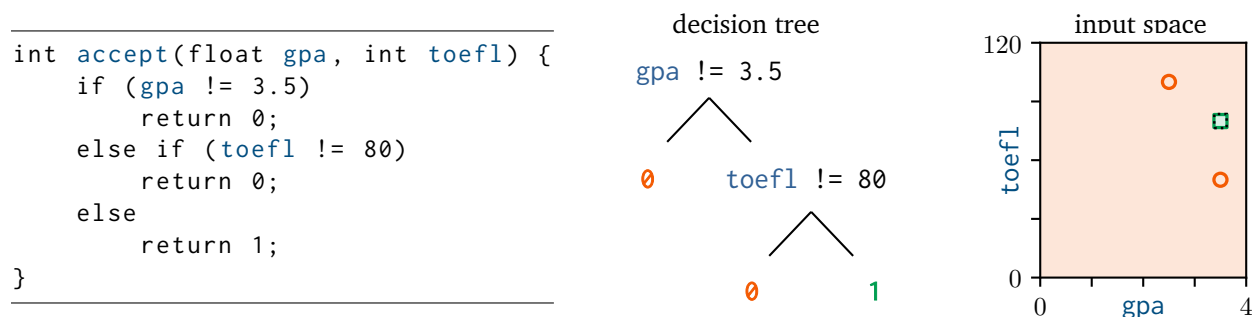 int accept(float gpa, int toefl) {
    if (gpa != 3.5)
        return 0;
    else if (toefl != 80)
        return 0;
    else
        return 1;
}
decision tree
gpa != 3.5
0
toefl != 80
0
1
input space
120
toefl
0
0
gpa
4